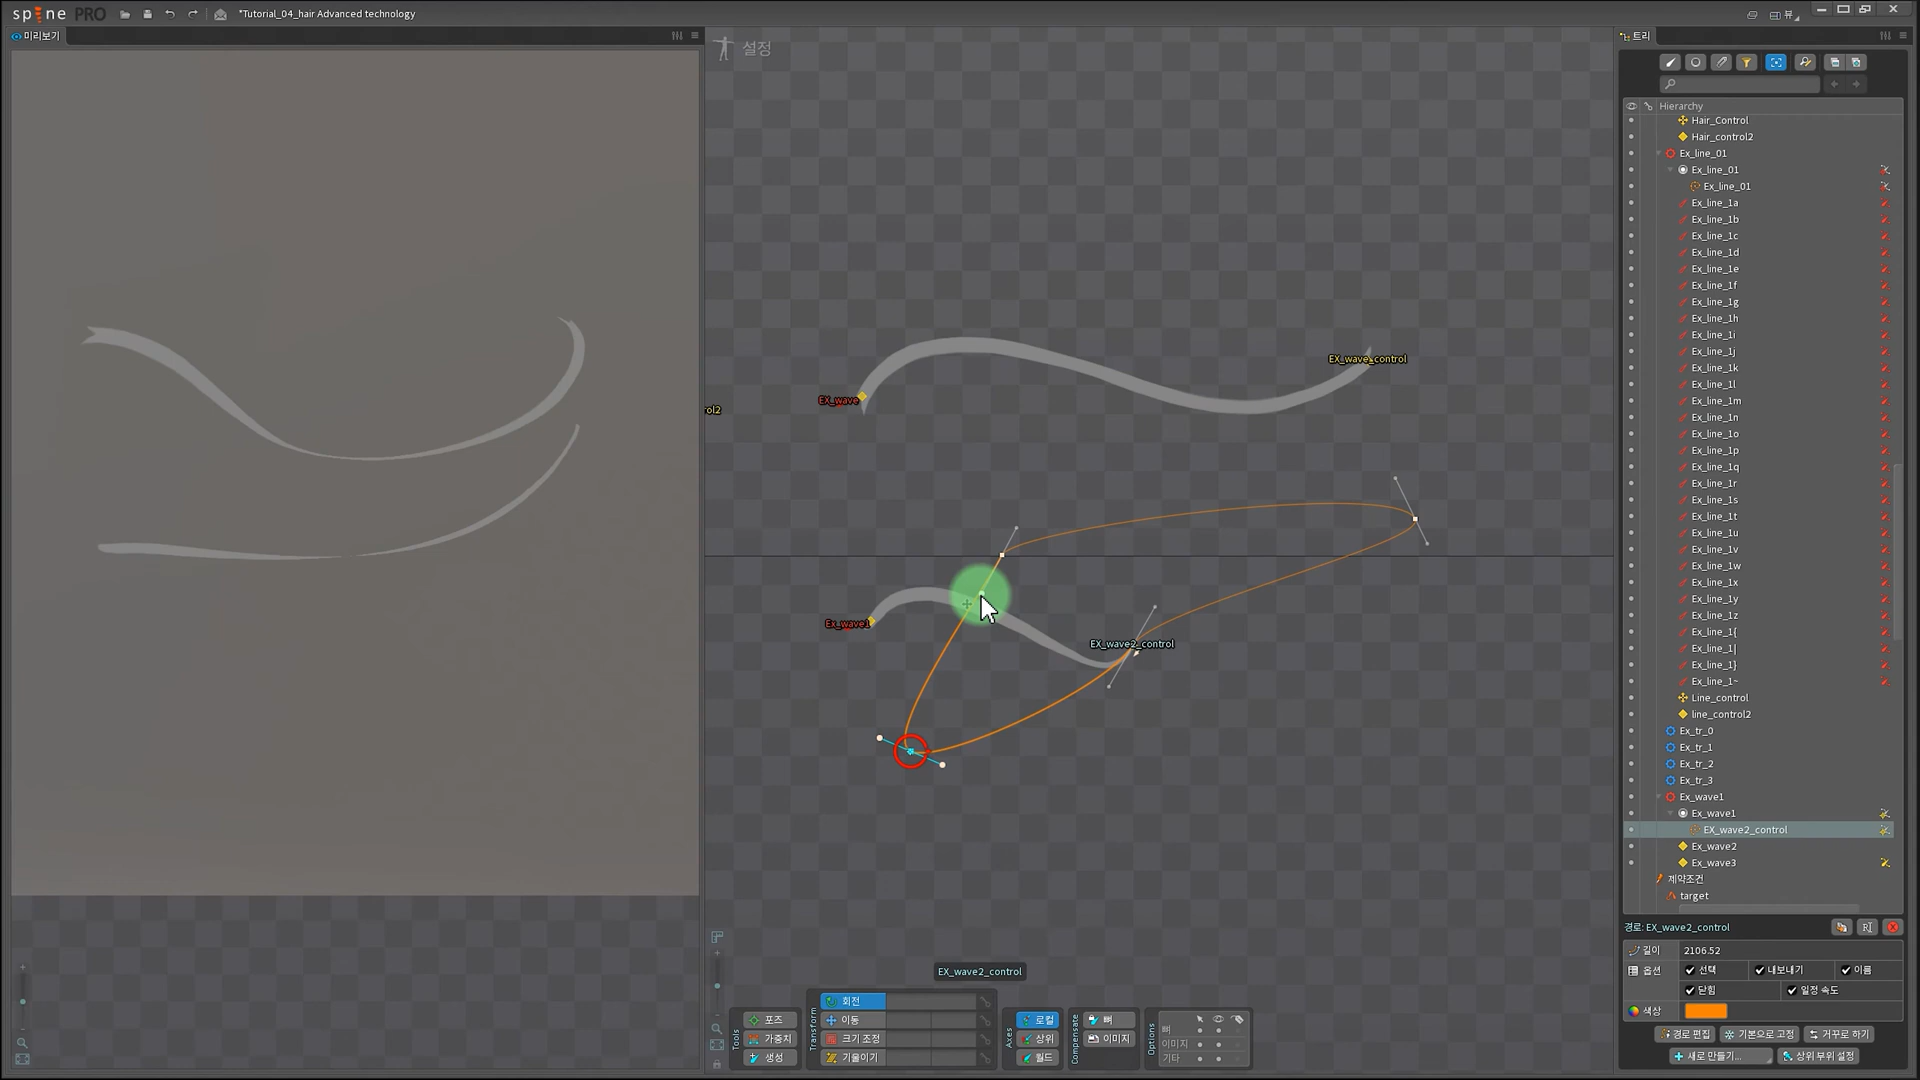 spine PRO
*Tutorial_04_hair Advanced technology
뷰
미리보기
설정
트리
Hierarchy
Hair_Control
Hair_control2
Ex_line_01
Ex_line_01
Ex_line_01
Ex_line_1a
Ex_line_1b
Ex_line_1c
Ex_line_1d
Ex_line_1e
Ex_line_1f
Ex_line_1g
Ex_line_1h
Ex_line_1i
Ex_line_1j
Ex_line_1k
Ex_line_1l
Ex_line_1m
Ex_line_1n
Ex_line_1o
Ex_line_1p
Ex_line_1q
Ex_line_1r
Ex_line_1s
Ex_line_1t
Ex_line_1u
Ex_line_1v
Ex_line_1w
Ex_line_1x
Ex_line_1y
Ex_line_1z
Ex_line_1{
Ex_line_1|
Ex_line_1}
Ex_line_1~
Line_control
line_control2
Ex_tr_0
Ex_tr_1
Ex_tr_2
Ex_tr_3
Ex_wave1
Ex_wave1
EX_wave2_control
Ex_wave2
Ex_wave3
제약조건
target
EX_wave_control
EX_wave
rol2
Ex_wave1
EX_wave2_control
EX_wave2_control
경로: EX_wave2_control
길이 2106.52
옵션 선택 내보내기 이름
닫힘 일정 속도
색상
경로 편집 기본으로 고정 거꾸로 하기
새로 만들기... 상위 부위 설정
Tools
포즈
가중치
생성
Transform
회전
이동
크기 조정
기울이기
Axes
로컬
상위
월드
Compensate
뼈
이미지
Options
뼈
이미지
기타